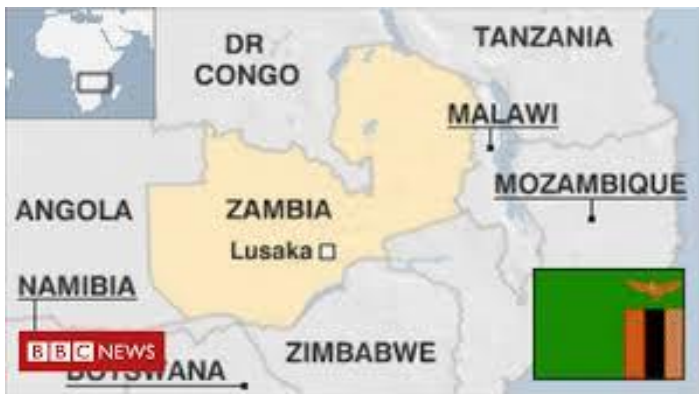 DR
CONGO
TANZANIA
MALAWI
MOZAMBIQUE
ANGOLA
ZAMBIA
Lusaka
NAMIBIA
BBC NEWS
ZIMBABWE
BOTSWANA